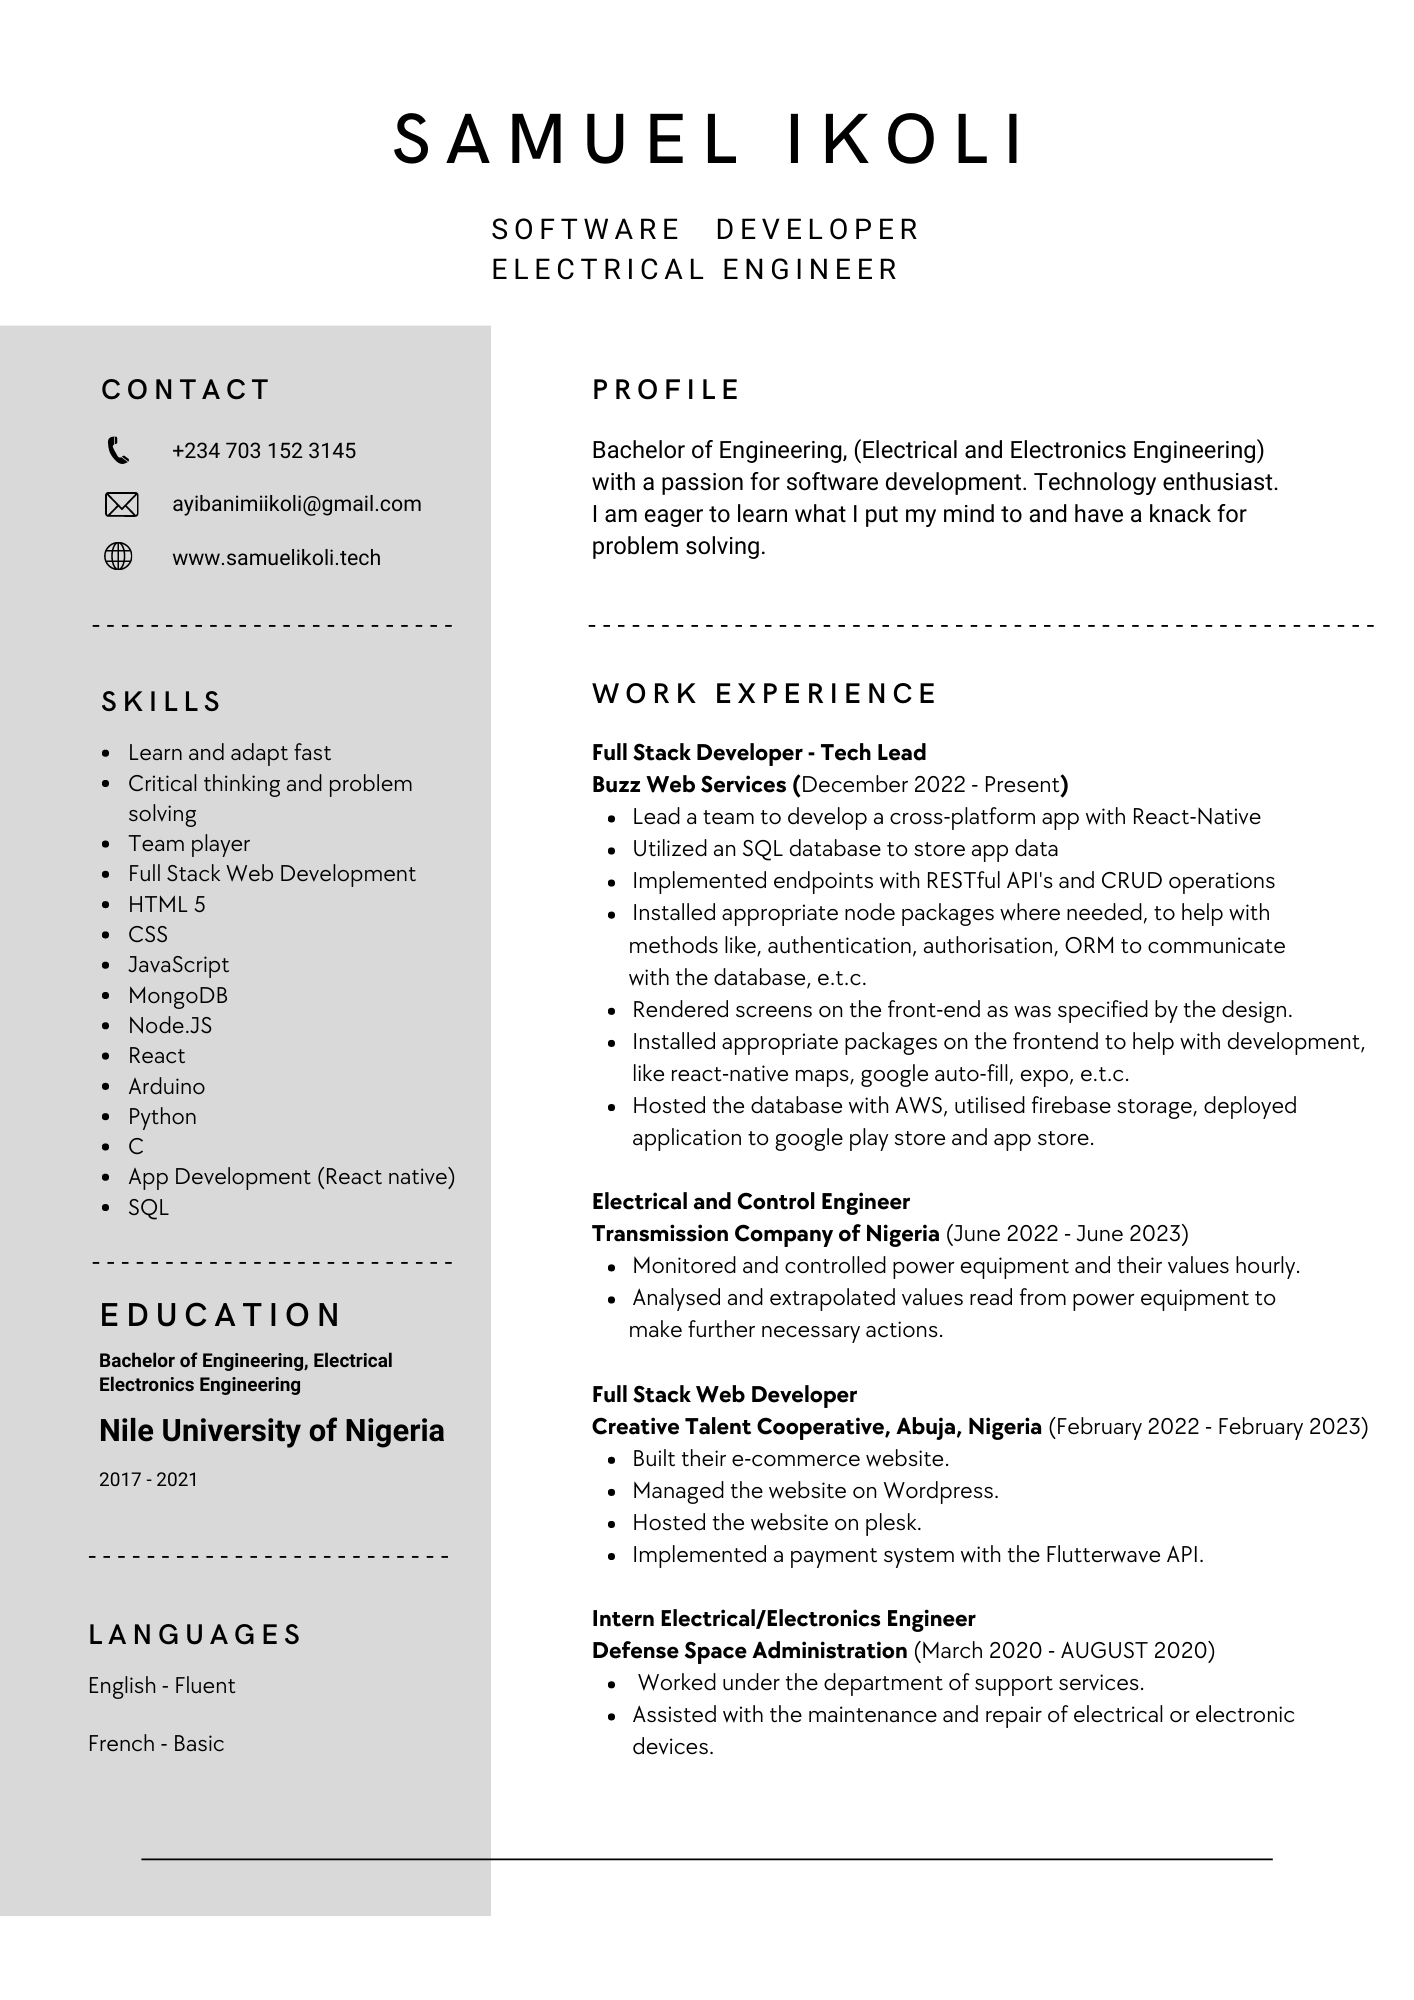 SAMUEL IKOLI
SOFTWARE DEVELOPER
ELECTRICAL ENGINEER
CONTACT
+234 703 152 3145
ayibanimiikoli@gmail.com
www.samuelikoli.tech
SKILLS
• Learn and adapt fast
• Critical thinking and problem
solving
• Team player
• Full Stack Web Development
• HTML 5
• CSS
• JavaScript
• MongoDB
• Node.JS
• React
• Arduino
• Python
• C
• App Development (React native)
• SQL
EDUCATION
Bachelor of Engineering, Electrical
Electronics Engineering
Nile University of Nigeria
2017 - 2021
LANGUAGES
English - Fluent
French - Basic
PROFILE
Bachelor of Engineering, (Electrical and Electronics Engineering)
with a passion for software development. Technology enthusiast.
I am eager to learn what I put my mind to and have a knack for
problem solving.
WORK EXPERIENCE
Full Stack Developer - Tech Lead
Buzz Web Services (December 2022 - Present)
• Lead a team to develop a cross-platform app with React-Native
• Utilized an SQL database to store app data
• Implemented endpoints with RESTful API's and CRUD operations
• Installed appropriate node packages where needed, to help with
methods like, authentication, authorisation, ORM to communicate
with the database, e.t.c.
• Rendered screens on the front-end as was specified by the design.
• Installed appropriate packages on the frontend to help with development,
like react-native maps, google auto-fill, expo, e.t.c.
• Hosted the database with AWS, utilised firebase storage, deployed
application to google play store and app store.
Electrical and Control Engineer
Transmission Company of Nigeria (June 2022 - June 2023)
• Monitored and controlled power equipment and their values hourly.
• Analysed and extrapolated values read from power equipment to
make further necessary actions.
Full Stack Web Developer
Creative Talent Cooperative, Abuja, Nigeria (February 2022 - February 2023)
• Built their e-commerce website.
• Managed the website on Wordpress.
• Hosted the website on plesk.
• Implemented a payment system with the Flutterwave API.
Intern Electrical/Electronics Engineer
Defense Space Administration (March 2020 - AUGUST 2020)
• Worked under the department of support services.
• Assisted with the maintenance and repair of electrical or electronic
devices.